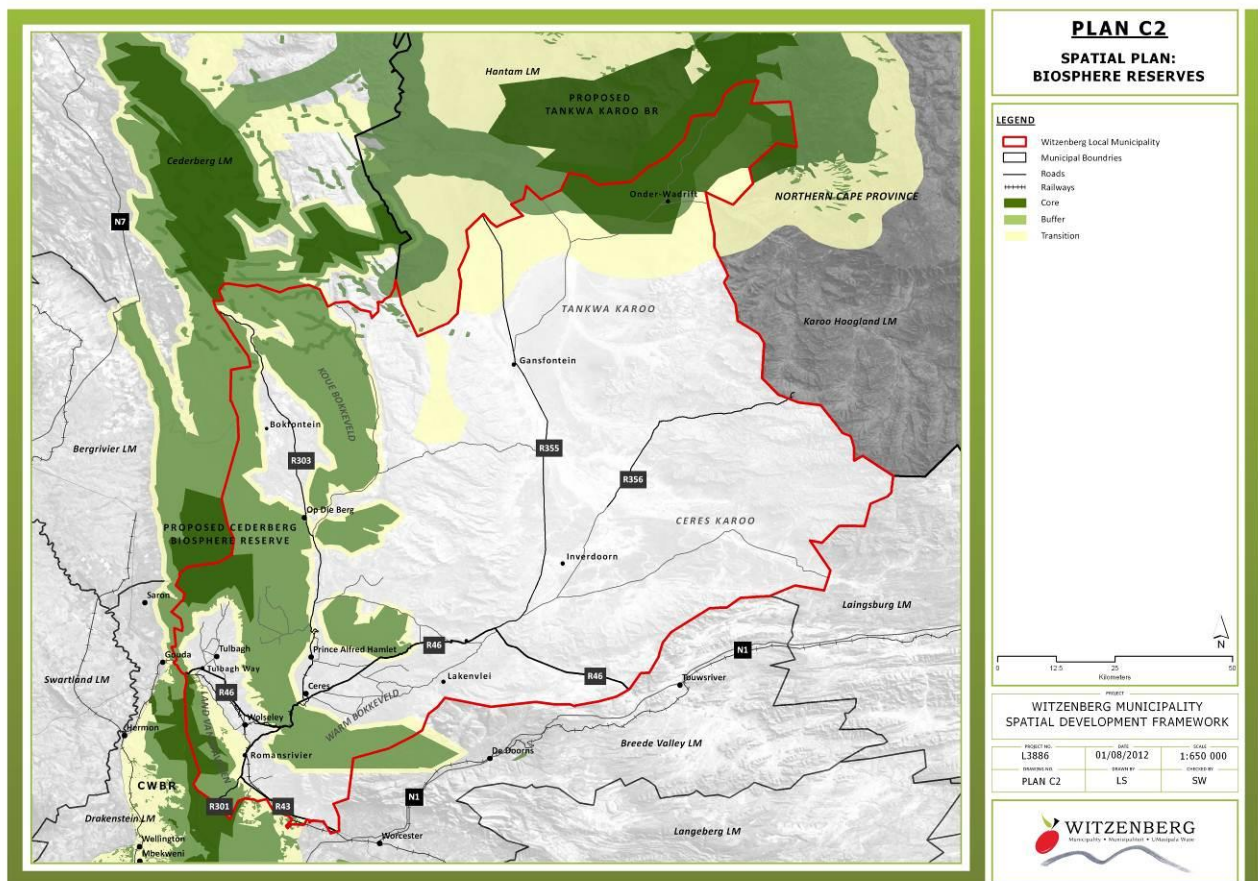 PLAN C2
SPATIAL PLAN:
BIOSPHERE RESERVES
LEGEND
Witzenberg Local Municipality
Municipal Boundries
Roads
Railways
Core
Buffer
Transition
N
0 12.5 25 50
Kilometers
PROJECT
WITZENBERG MUNICIPALITY
SPATIAL DEVELOPMENT FRAMEWORK
PROJECT NO. DATE SCALE
L3886 01/08/2012 1:650 000
DRAWING NO. DRAWN BY CHECKED BY
PLAN C2 LS SW
WITZENBERG
Municipality • Munisipaliteit • UMasipala Wase
Hantam LM
PROPOSED
TANKWA KAROO BR
Cederberg LM
Onder-Wadrift
NORTHERN CAPE PROVINCE
N7
TANKWA KAROO
Karoo Hoogland LM
Gansfontein
KOUE BOKKEVELD
Bokfontein
Bergrivier LM
R303
R355
R356
Op Die Berg
PROPOSED CEDERBERG
BIOSPHERE RESERVE
CERES KAROO
Inverdoorn
Saron
Laingsburg LM
Gouda
Tulbagh
Tulbagh Way
Prince Alfred Hamlet
R46
N1
Swartland LM
R46
Ceres
Lakenvlei
R46
Touwsriver
WARM BOKKEVELD
Wolseley
Hermon
Breede Valley LM
Romansrivier
De Doorns
CWBR
R301
R43
N1
Drakenstein LM
Worcester
Langeberg LM
Wellington
Mbekweni